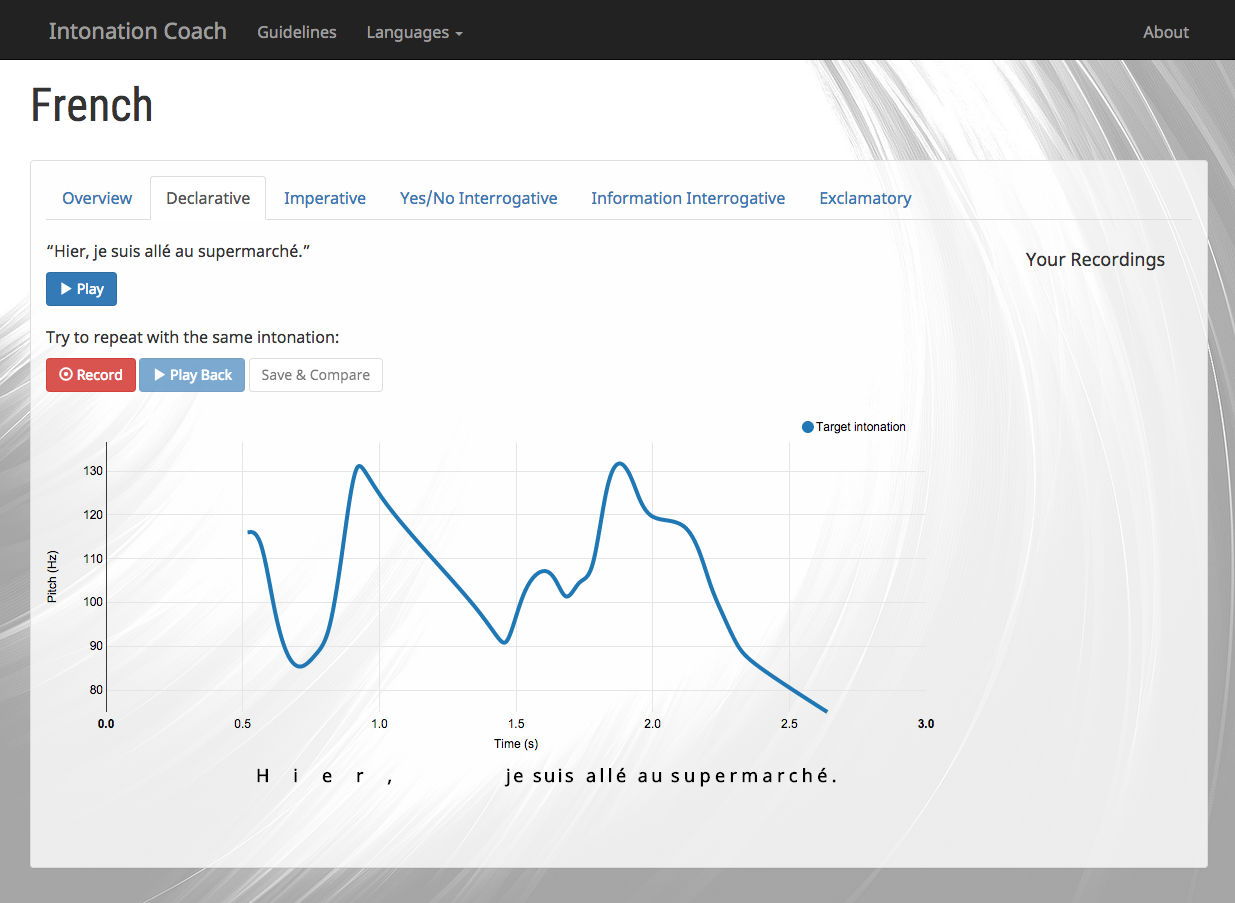 Intonation Coach Guidelines Languages About
French
Overview Declarative Imperative Yes/No Interrogative Information Interrogative Exclamatory
“Hier, je suis allé au supermarché.”
Your Recordings
Play
Try to repeat with the same intonation:
Record Play Back Save & Compare
Target intonation
130
120
110
100
90
80
Pitch (Hz)
0.0 0.5 1.0 1.5 2.0 2.5 3.0
Time (s)
Hier, je suis allé au supermarché.